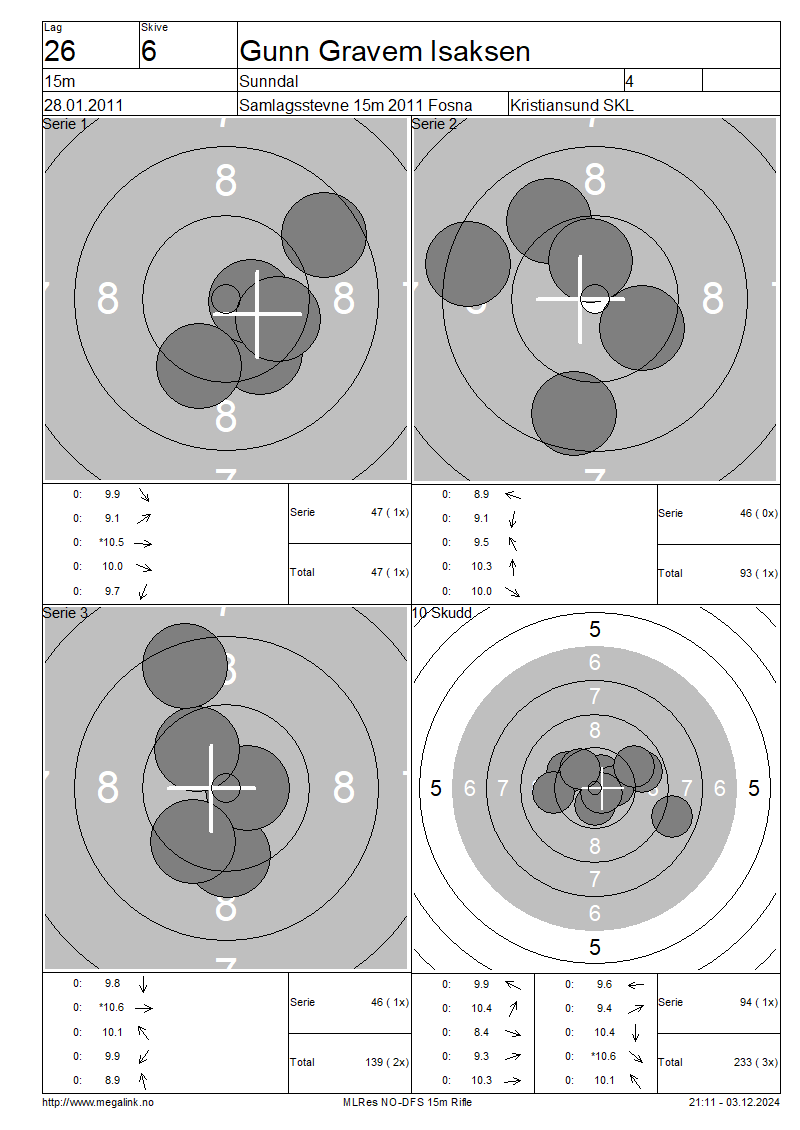 Lag
Skive
26
6
Gunn Gravem Isaksen
15m
Sunndal
4
28.01.2011
Samlagsstevne 15m 2011 Fosna
Kristiansund SKL
Serie 1
7
8
8
8
8
7
Serie 2
7
8
8
7
0: 9.9
0: 9.1
0: *10.5
0: 10.0
0: 9.7
Serie 47 ( 1x)
Total 47 ( 1x)
0: 8.9
0: 9.1
0: 9.5
0: 10.3
0: 10.0
Serie 46 ( 0x)
Total 93 ( 1x)
Serie 3
7
8
8
8
8
7
10 Skudd
5
6
7
8
5 6 7 8 7 6 5
8
7
6
5
0: 9.8
0: *10.6
0: 10.1
0: 9.9
0: 8.9
Serie 46 ( 1x)
Total 139 ( 2x)
0: 9.9
0: 10.4
0: 8.4
0: 9.3
0: 10.3
0: 9.6
0: 9.4
0: 10.4
0: *10.6
0: 10.1
Serie 94 ( 1x)
Total 233 ( 3x)
http://www.megalink.no
MLRes NO-DFS 15m Rifle
21:11 - 03.12.2024